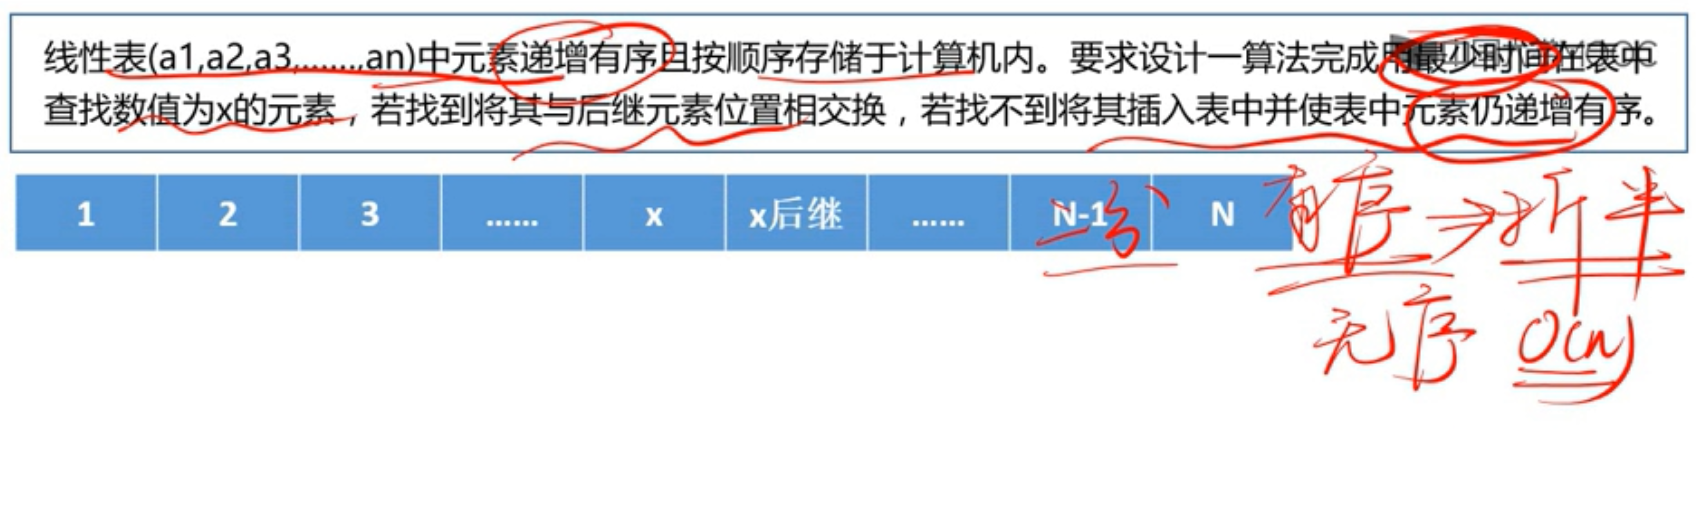 线性表(a1,a2,a3,......,an)中元素递增有序且按顺序存储于计算机内。要求设计一算法完成用最少时间在表中
查找数值为x的元素，若找到将其与后继元素位置相交换，若找不到将其插入表中并使表中元素仍递增有序。
1 2 3 …… x x后继 …… N-1 N
二分 有序 → 折半
无序 O(n)